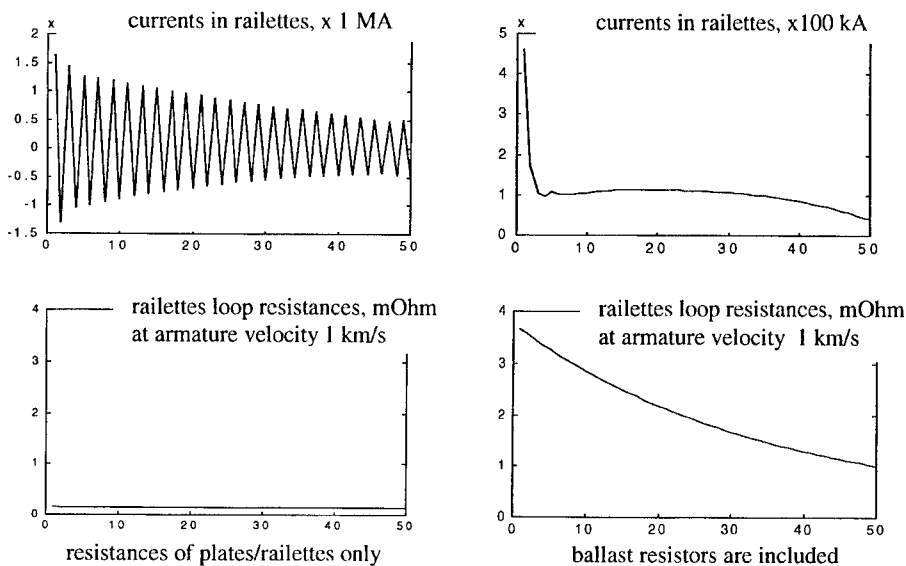 x currents in railettes, x 1 MA
2
1.5
1
0.5
0
-0.5
-1
-1.5
0 10 20 30 40 50
x currents in railettes, x100 kA
5
4
3
2
1
0
0 10 20 30 40 50
4 railettes loop resistances, mOhm
at armature velocity 1 km/s
3
2
1
0
0 10 20 30 40 50
resistances of plates/railettes only
4 railettes loop resistances, mOhm
at armature velocity 1 km/s
3
2
1
0
0 10 20 30 40 50
ballast resistors are included